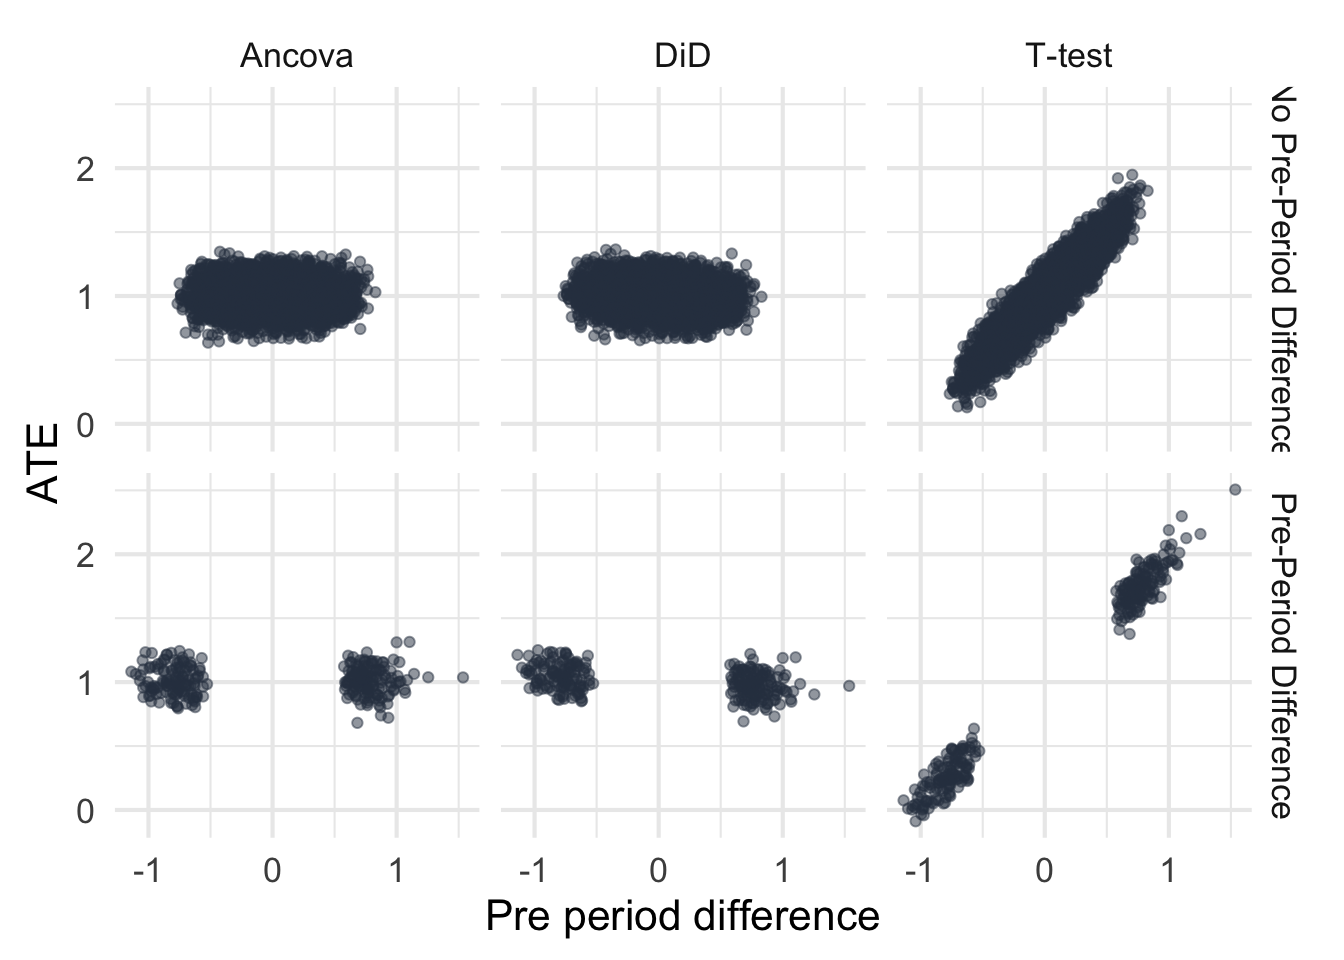 Ancova
DiD
T-test
2
1
0
No Pre-Period Difference
ATE
2
1
0
Pre-Period Difference
-1 0 1
-1 0 1
-1 0 1
Pre period difference